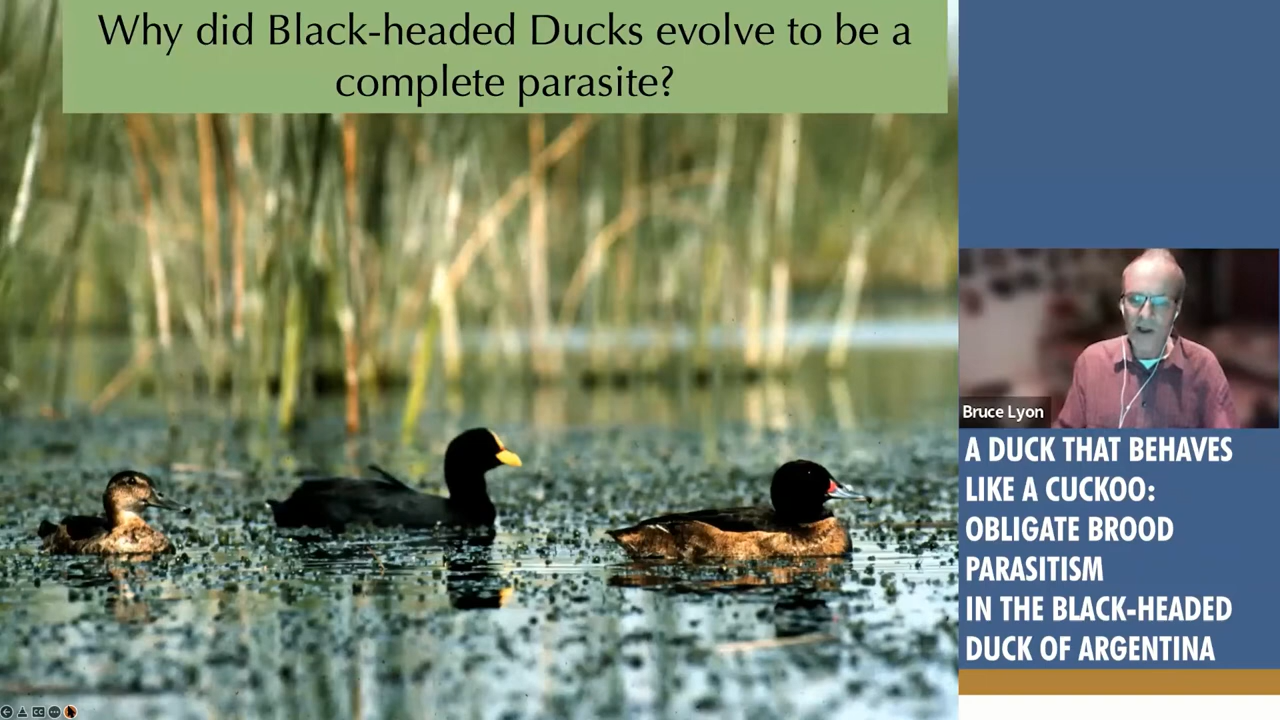 Why did Black-headed Ducks evolve to be a
complete parasite?
Bruce Lyon
A DUCK THAT BEHAVES
LIKE A CUCKOO:
OBLIGATE BROOD
PARASITISM
IN THE BLACK-HEADED
DUCK OF ARGENTINA